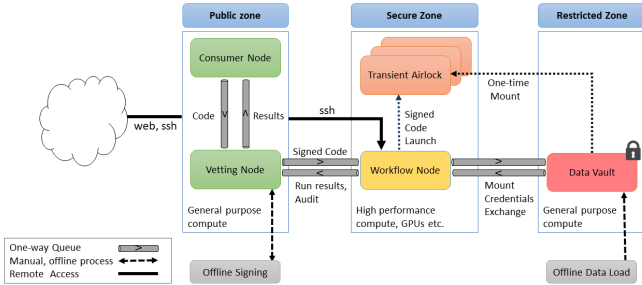 Public zone
Secure Zone
Restricted Zone
Consumer Node
Transient Airlock
One-time
Mount
Code
Results
ssh
web, ssh
Signed
Code
Launch
Signed Code
Vetting Node
Workflow Node
Data Vault
Run results,
Audit
Mount
Credentials
Exchange
General purpose
compute
High performance
compute, GPUs etc.
General purpose
compute
One-way Queue
Manual, offline process
Remote Access
Offline Signing
Offline Data Load